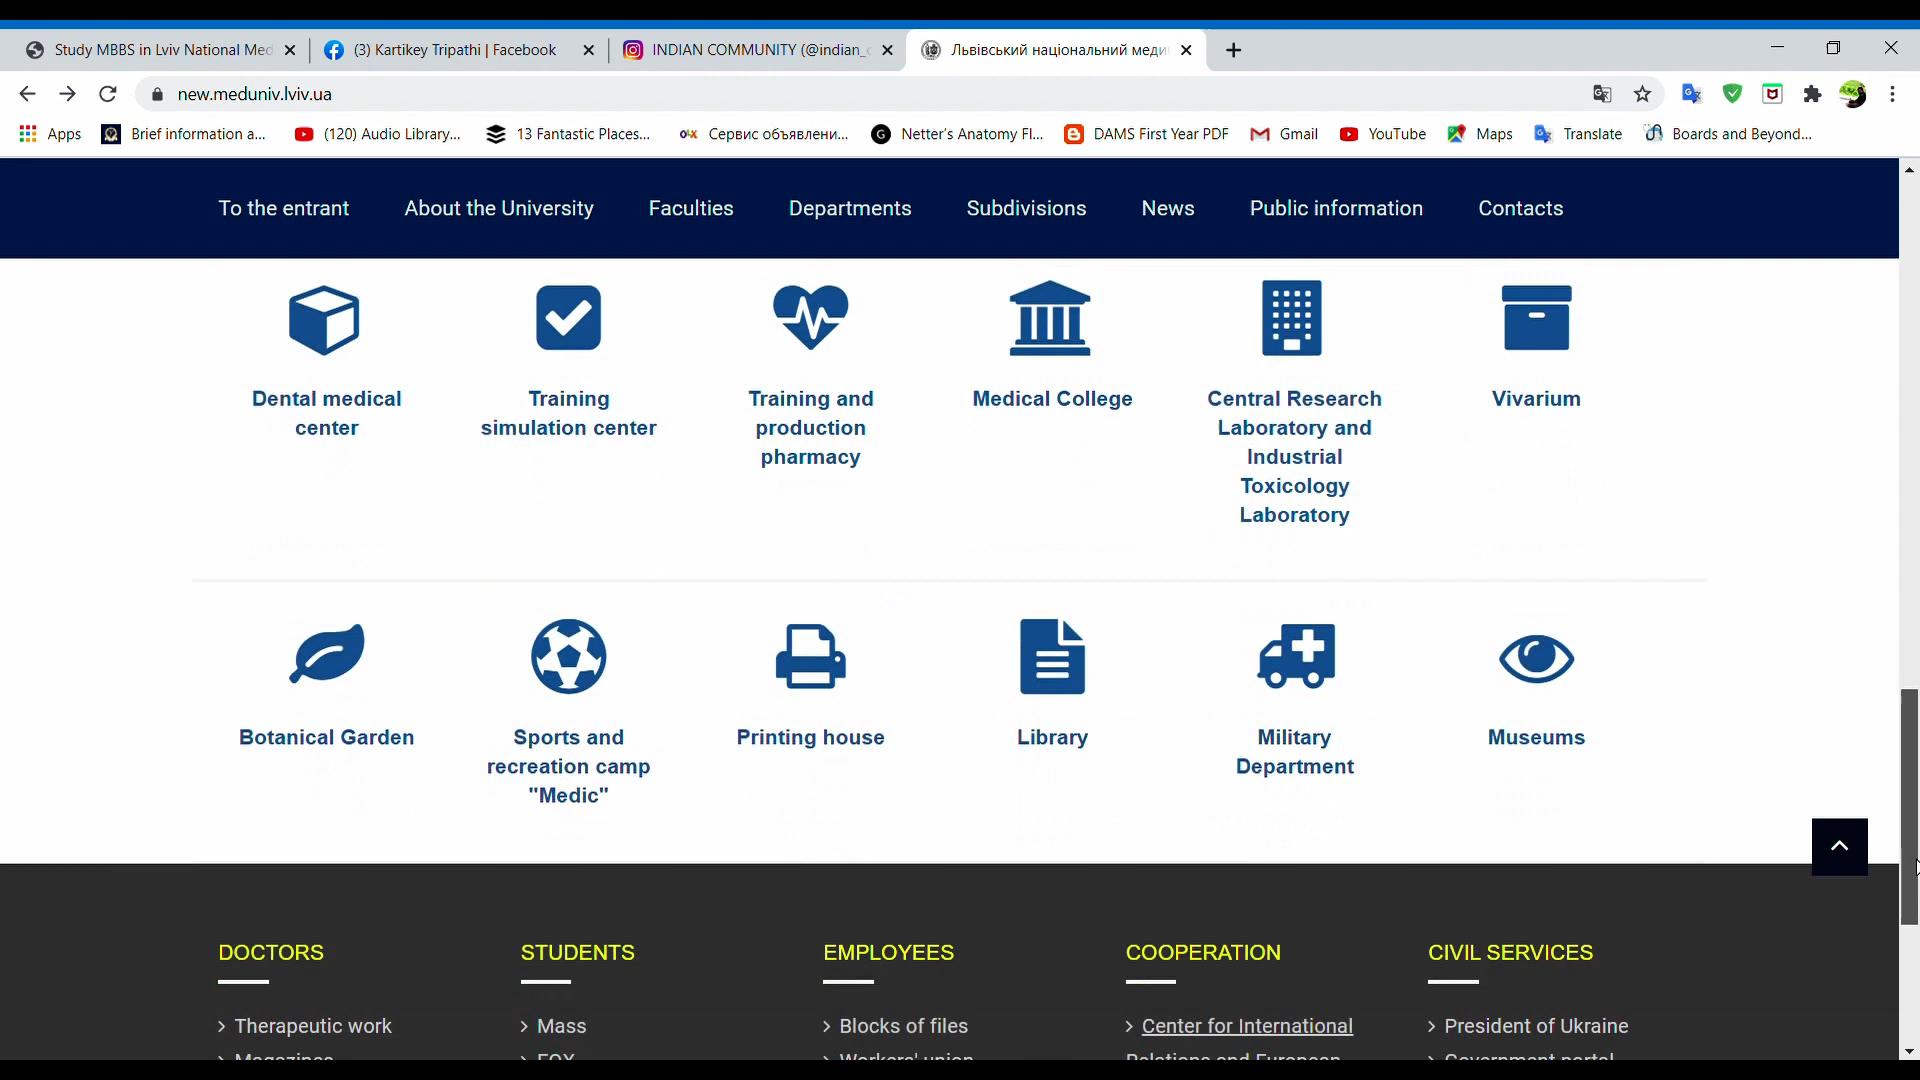 Study MBBS in Lviv National Med
(3) Kartikey Tripathi | Facebook
INDIAN COMMUNITY (@indian_c
Львівський національний меди
new.meduniv.lviv.ua
Apps
Brief information a...
(120) Audio Library...
13 Fantastic Places...
Сервис объявлени...
Netter's Anatomy Fl...
DAMS First Year PDF
Gmail
YouTube
Maps
Translate
Boards and Beyond...
To the entrant
About the University
Faculties
Departments
Subdivisions
News
Public information
Contacts
Dental medical
center
Training
simulation center
Training and
production
pharmacy
Medical College
Central Research
Laboratory and
Industrial
Toxicology
Laboratory
Vivarium
Botanical Garden
Sports and
recreation camp
"Medic"
Printing house
Library
Military
Department
Museums
DOCTORS
STUDENTS
EMPLOYEES
COOPERATION
CIVIL SERVICES
Therapeutic work
Mass
Blocks of files
Center for International
President of Ukraine
Magazines
FOX
Workers' union
Relations and European
Government portal